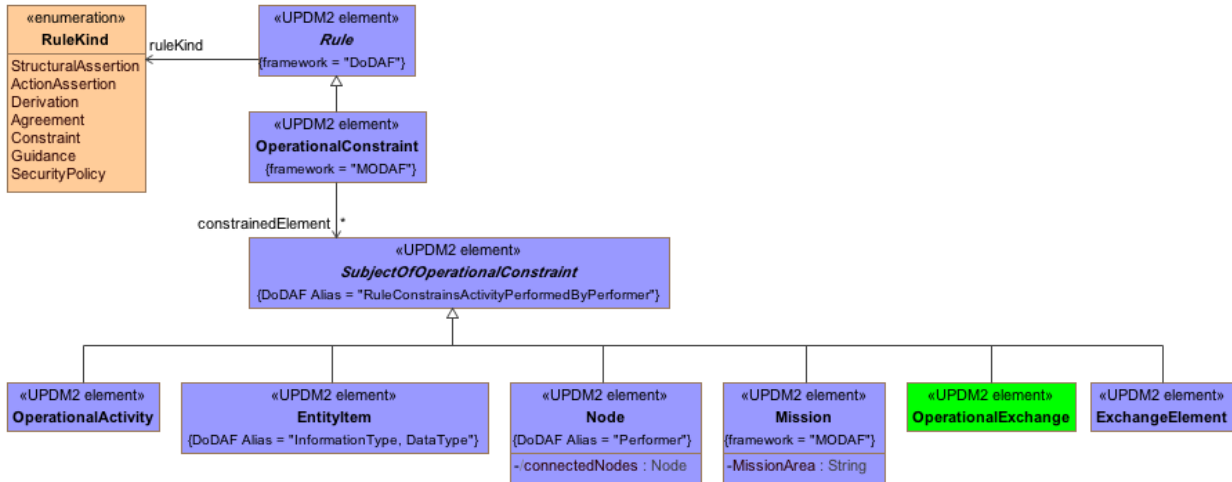 «enumeration»
RuleKind
StructuralAssertion
ActionAssertion
Derivation
Agreement
Constraint
Guidance
SecurityPolicy
ruleKind
«UPDM2 element»
Rule
{framework = "DoDAF"}
«UPDM2 element»
OperationalConstraint
{framework = "MODAF"}
constrainedElement *
«UPDM2 element»
SubjectOfOperationalConstraint
{DoDAF Alias = "RuleConstrainsActivityPerformedByPerformer"}
«UPDM2 element»
OperationalActivity
«UPDM2 element»
EntityItem
{DoDAF Alias = "InformationType, DataType"}
«UPDM2 element»
Node
{DoDAF Alias = "Performer"}
-/connectedNodes : Node
«UPDM2 element»
Mission
{framework = "MODAF"}
-MissionArea : String
«UPDM2 element»
OperationalExchange
«UPDM2 element»
ExchangeElement